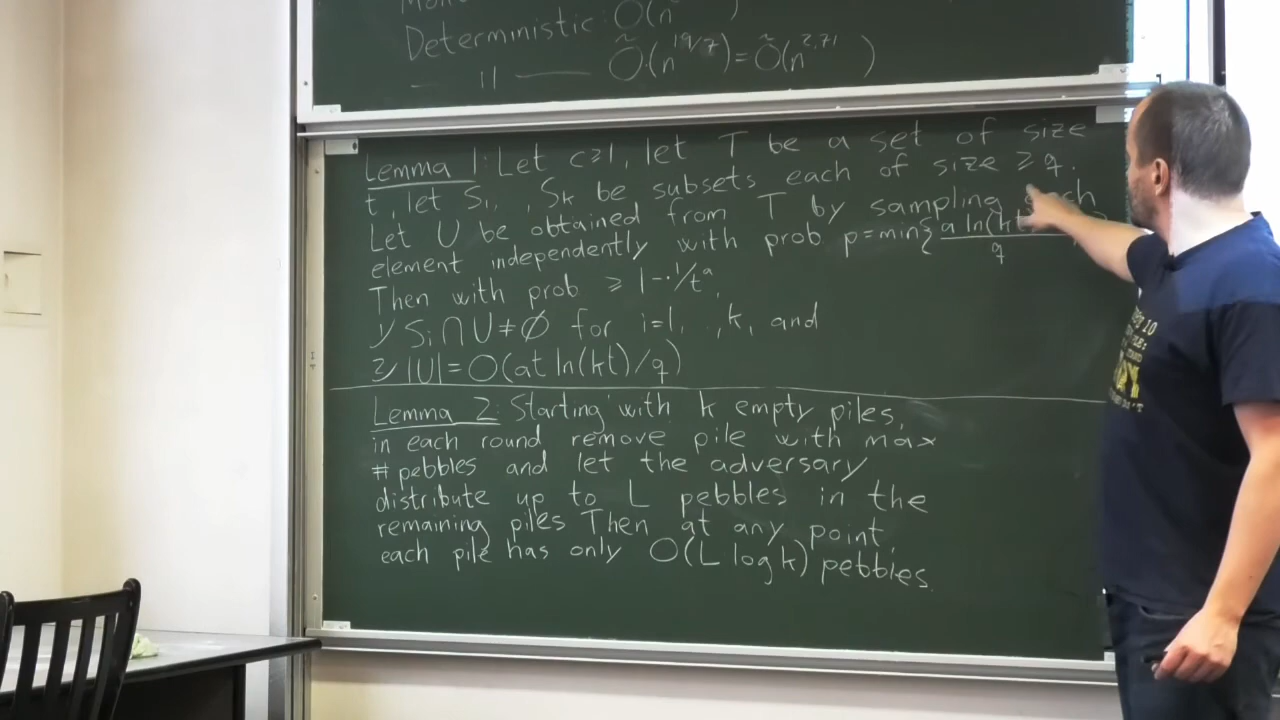 Deterministic: Õ(n )
— 11 — Õ(n^{19/7})=Õ(n^{2,71})
Lemma 1: Let c≥1, let T be a set of size
t, let S1, , Sk be subsets each of size ≥q.
Let U be obtained from T by sampling each
element independently with prob. p=min{ a ln(kt / q
Then with prob ≥ 1-1/t^a,
1) Si∩U≠∅ for i=1, ,k, and
2) |U|=O(at ln(kt)/q)
Lemma 2: Starting with k empty piles,
in each round remove pile with max
# pebbles and let the adversary
distribute up to L pebbles in the
remaining piles Then at any point,
each pile has only O(L log k) pebbles.